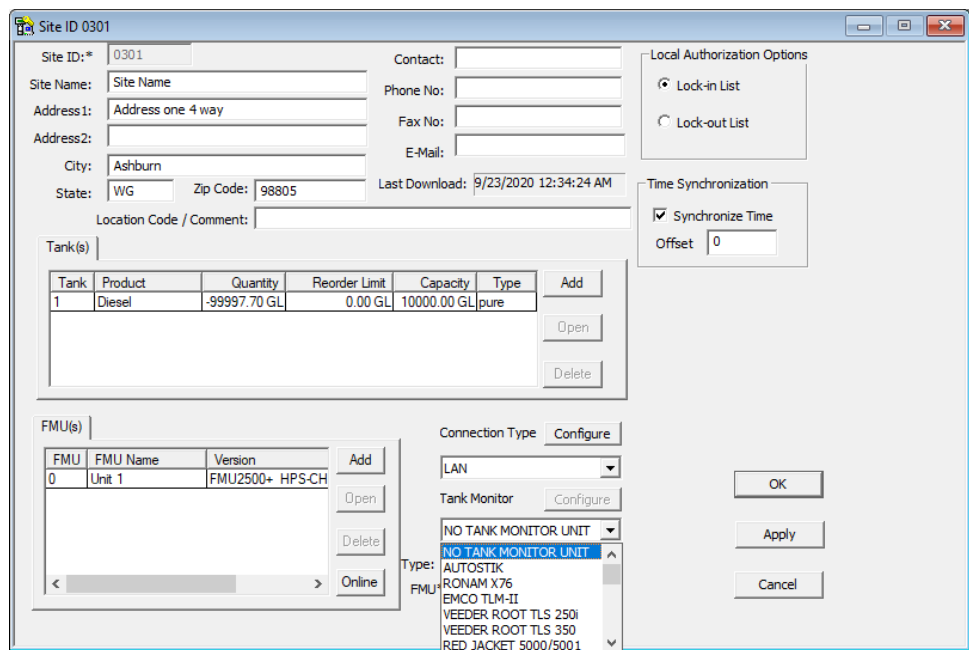 Site ID 0301
Site ID:* 0301
Site Name: Site Name
Address1: Address one 4 way
Address2:
City: Ashburn
State: WG Zip Code: 98805
Contact:
Phone No:
Fax No:
E-Mail:
Last Download: 9/23/2020 12:34:24 AM
Location Code / Comment:
Local Authorization Options
Lock-in List
Lock-out List
Time Synchronization
Synchronize Time
Offset 0
Tank(s)
Tank Product Quantity Reorder Limit Capacity Type
1 Diesel -99997.70 GL 0.00 GL 10000.00 GL pure
Add
Open
Delete
FMU(s)
FMU FMU Name Version
0 Unit 1 FMU2500+ HPS-CH
Add
Open
Delete
Online
Connection Type Configure
LAN
Tank Monitor Configure
NO TANK MONITOR UNIT
NO TANK MONITOR UNIT
AUTOSTIK
RONAM X76
EMCO TLM-II
VEEDER ROOT TLS 250i
VEEDER ROOT TLS 350
RED JACKET 5000/5001
Type:
FMU*
OK
Apply
Cancel